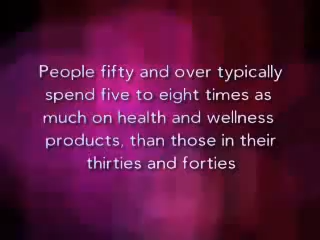 People fifty and over typically
spend five to eight times as
much on health and wellness
products, than those in their
thirties and forties